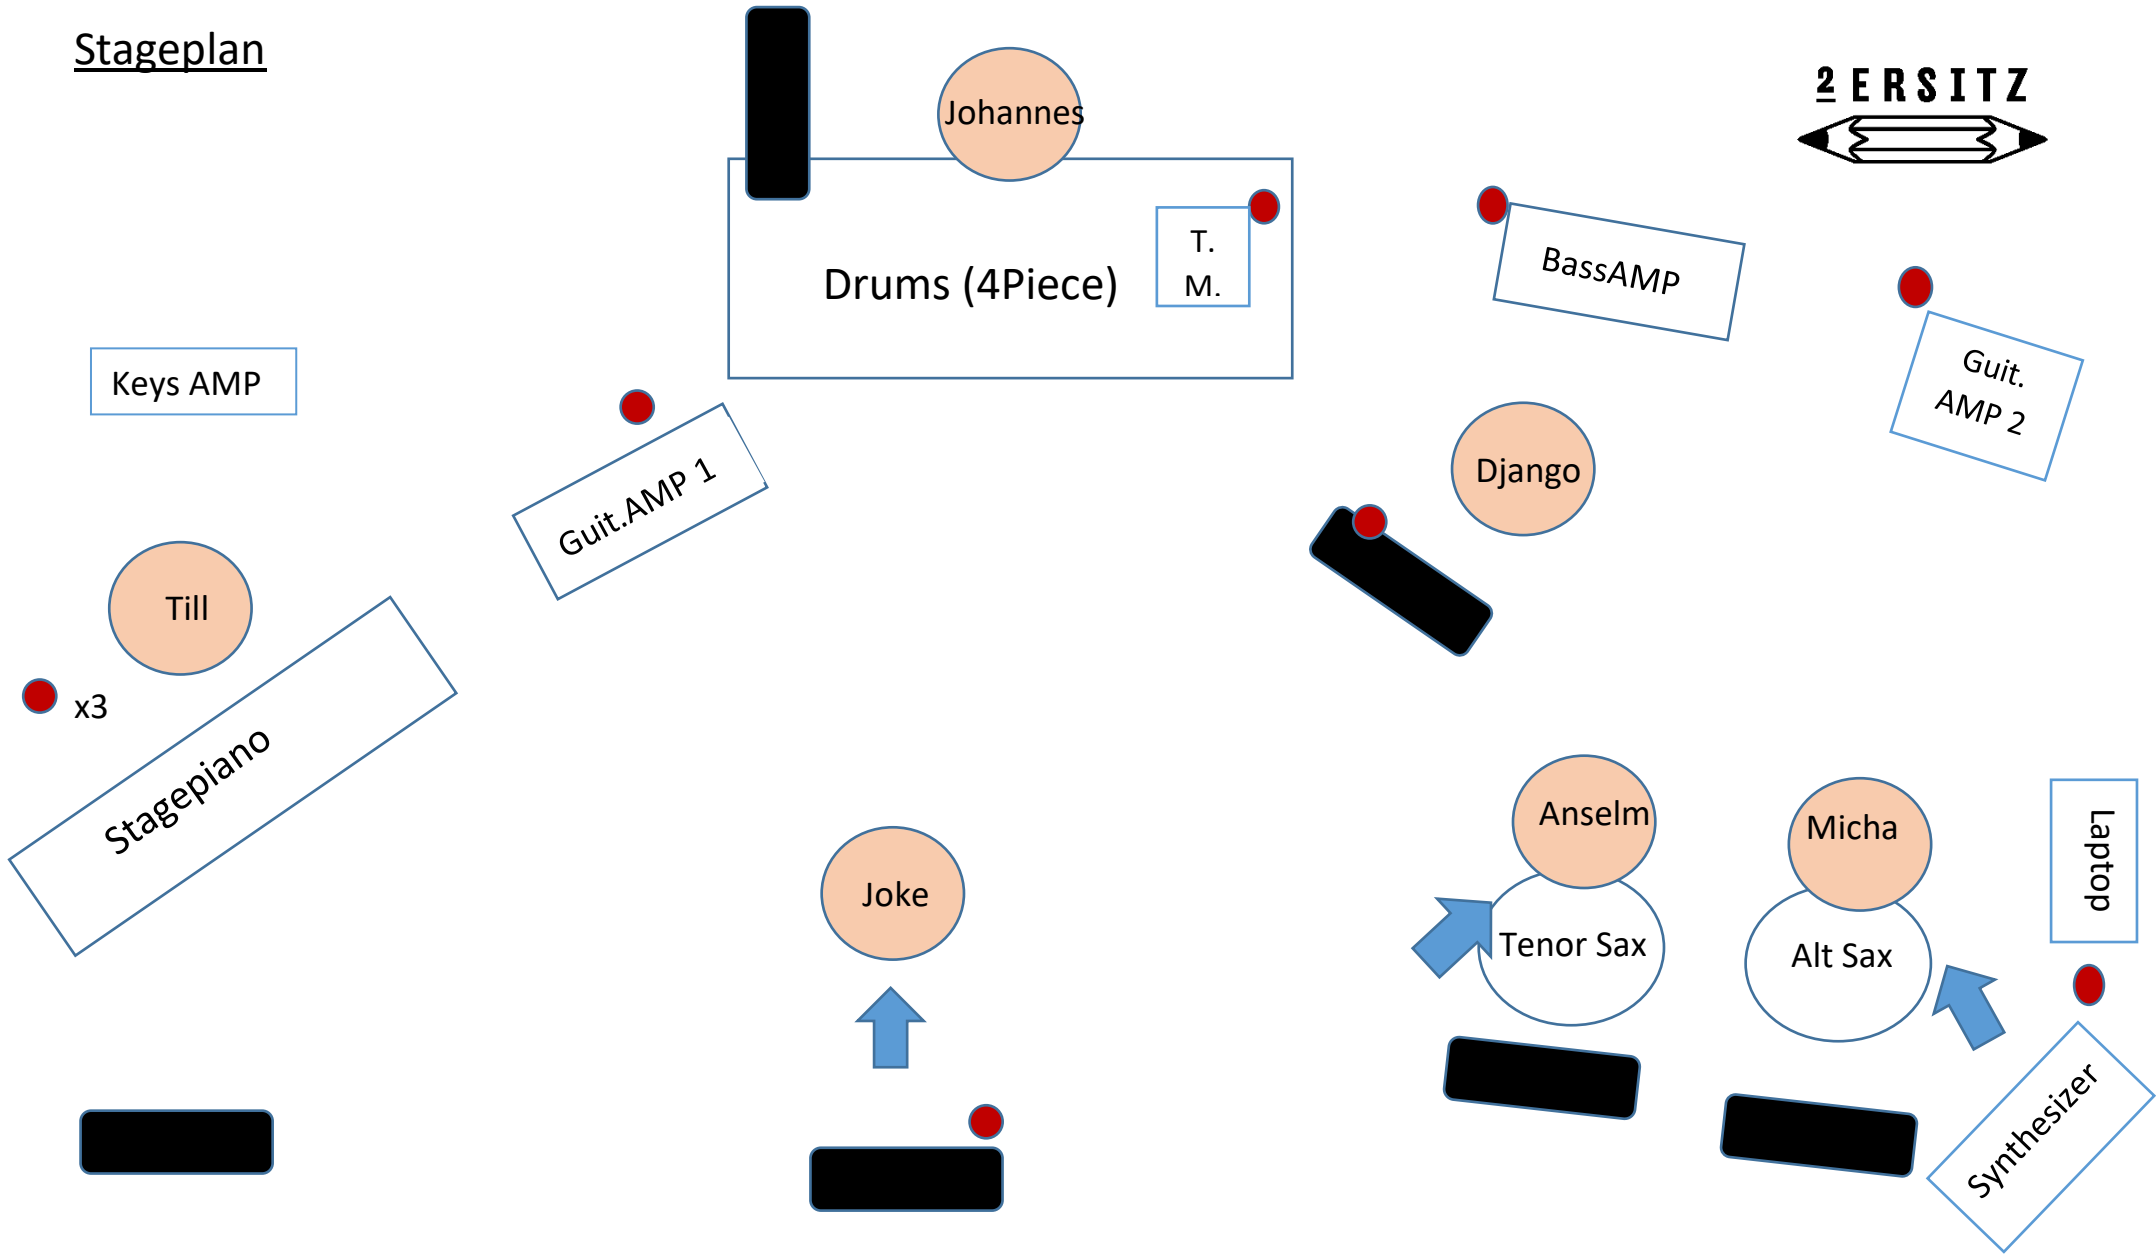 Stageplan
2ERSITZ
Johannes
T.
M.
Drums (4Piece)
BassAMP
Guit.
AMP 2
Keys AMP
Guit.AMP 1
Django
Till
x3
Stagepiano
Joke
Anselm
Tenor Sax
Micha
Alt Sax
Laptop
Synthesizer